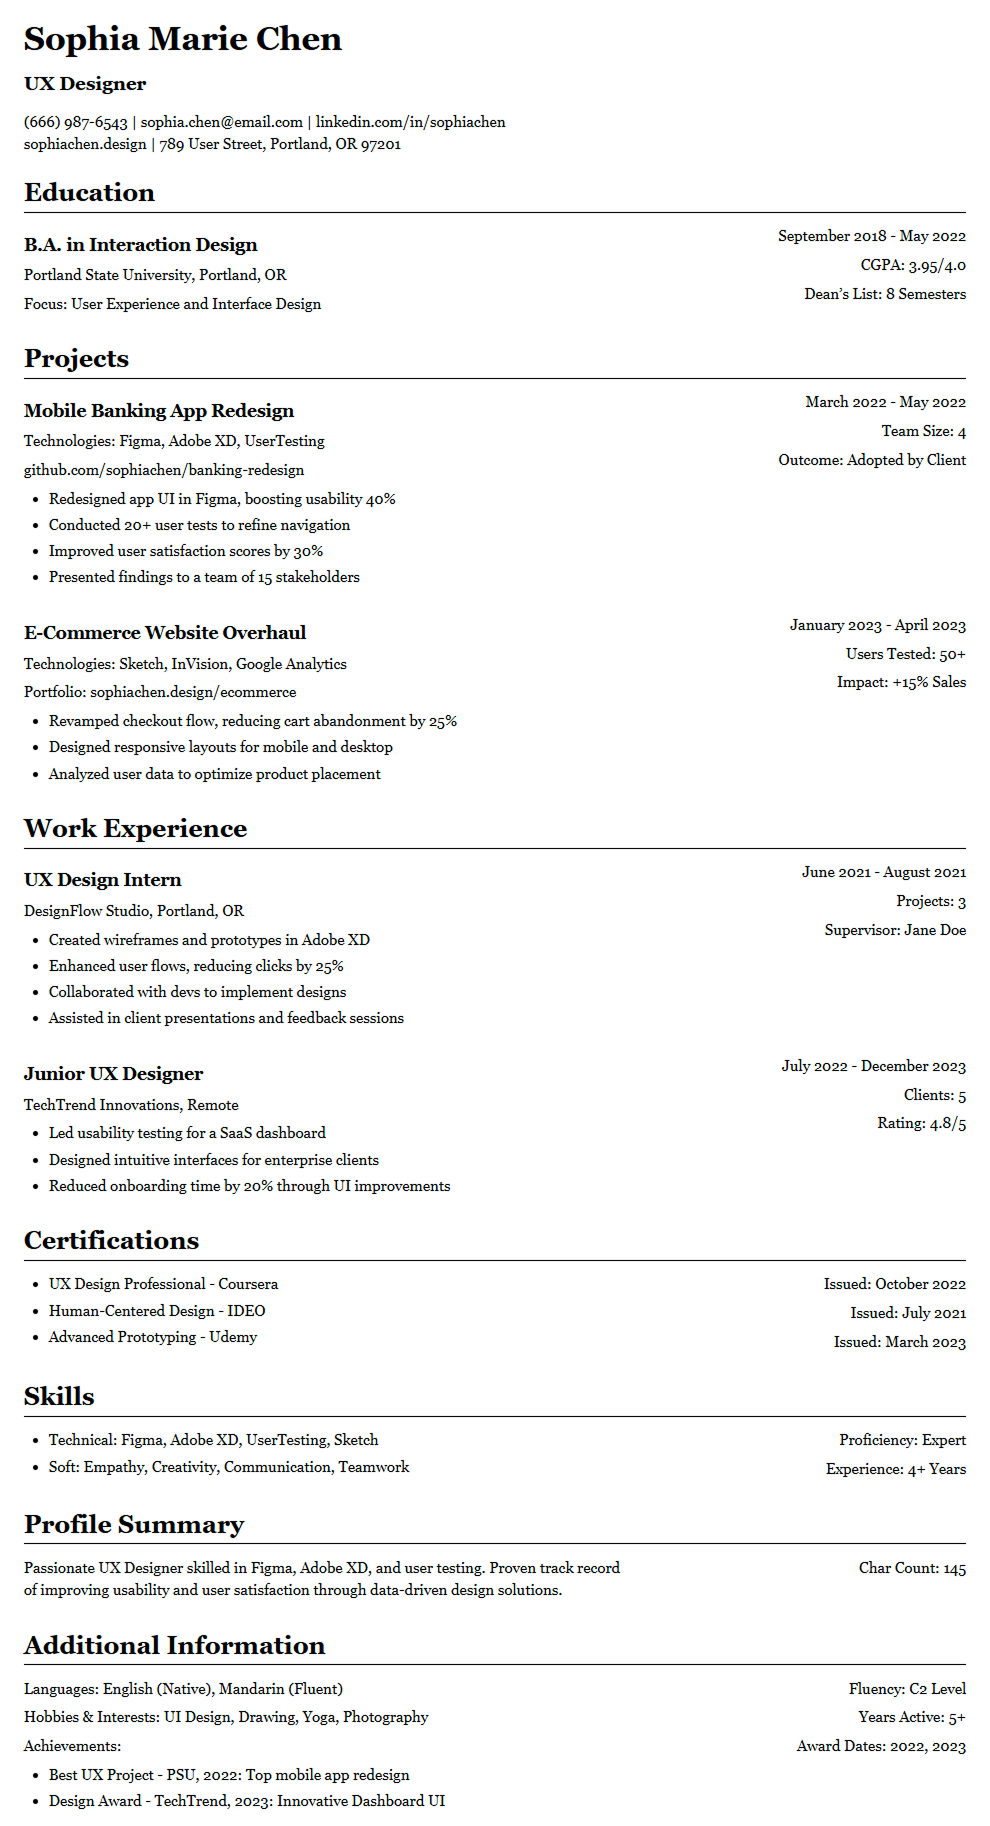 Sophia Marie Chen
UX Designer
(666) 987-6543 | sophia.chen@email.com | linkedin.com/in/sophiachen
sophiachen.design | 789 User Street, Portland, OR 97201
Education
B.A. in Interaction Design
September 2018 - May 2022
Portland State University, Portland, OR
CGPA: 3.95/4.0
Focus: User Experience and Interface Design
Dean’s List: 8 Semesters
Projects
Mobile Banking App Redesign
March 2022 - May 2022
Technologies: Figma, Adobe XD, UserTesting
Team Size: 4
github.com/sophiachen/banking-redesign
Outcome: Adopted by Client
• Redesigned app UI in Figma, boosting usability 40%
• Conducted 20+ user tests to refine navigation
• Improved user satisfaction scores by 30%
• Presented findings to a team of 15 stakeholders
E-Commerce Website Overhaul
January 2023 - April 2023
Technologies: Sketch, InVision, Google Analytics
Users Tested: 50+
Portfolio: sophiachen.design/ecommerce
Impact: +15% Sales
• Revamped checkout flow, reducing cart abandonment by 25%
• Designed responsive layouts for mobile and desktop
• Analyzed user data to optimize product placement
Work Experience
UX Design Intern
June 2021 - August 2021
DesignFlow Studio, Portland, OR
Projects: 3
• Created wireframes and prototypes in Adobe XD
Supervisor: Jane Doe
• Enhanced user flows, reducing clicks by 25%
• Collaborated with devs to implement designs
• Assisted in client presentations and feedback sessions
Junior UX Designer
July 2022 - December 2023
TechTrend Innovations, Remote
Clients: 5
• Led usability testing for a SaaS dashboard
Rating: 4.8/5
• Designed intuitive interfaces for enterprise clients
• Reduced onboarding time by 20% through UI improvements
Certifications
• UX Design Professional - Coursera
Issued: October 2022
• Human-Centered Design - IDEO
Issued: July 2021
• Advanced Prototyping - Udemy
Issued: March 2023
Skills
• Technical: Figma, Adobe XD, UserTesting, Sketch
Proficiency: Expert
• Soft: Empathy, Creativity, Communication, Teamwork
Experience: 4+ Years
Profile Summary
Passionate UX Designer skilled in Figma, Adobe XD, and user testing. Proven track record
of improving usability and user satisfaction through data-driven design solutions.
Char Count: 145
Additional Information
Languages: English (Native), Mandarin (Fluent)
Fluency: C2 Level
Hobbies & Interests: UI Design, Drawing, Yoga, Photography
Years Active: 5+
Achievements:
Award Dates: 2022, 2023
• Best UX Project - PSU, 2022: Top mobile app redesign
• Design Award - TechTrend, 2023: Innovative Dashboard UI